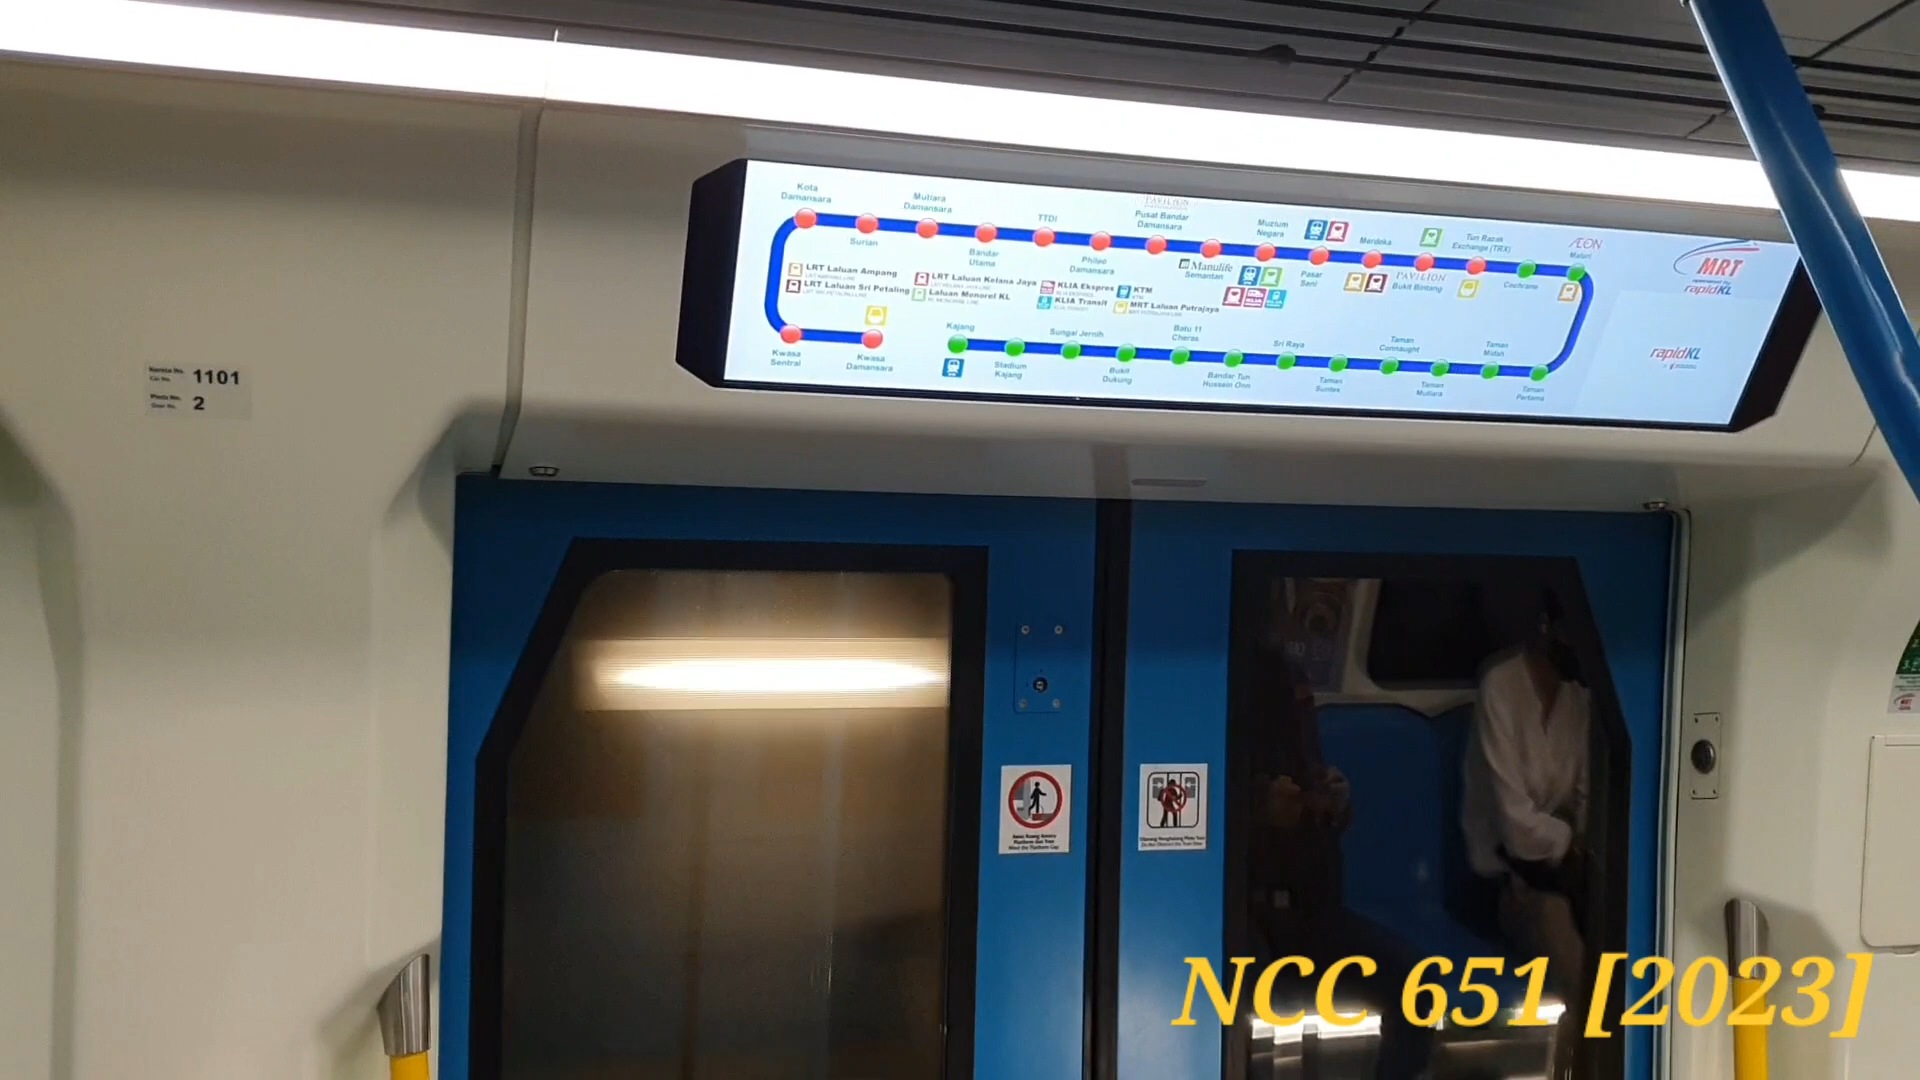 Kota
Damansara
Surian
Mutiara
Damansara
Bandar
Utama
TTDI
Phileo
Damansara
PAVILION
Pusat Bandar
Damansara
Manulife
Semantan
Muzium
Negara
Pasar
Seni
Merdeka
PAVILION
Bukit Bintang
Tun Razak
Exchange (TRX)
Cochrane
ÆON
Maluri
MRT
rapidKL
LRT Laluan Ampang
LRT Laluan Sri Petaling
LRT Laluan Kelana Jaya
Laluan Monorel KL
KLIA Ekspres
KLIA Transit
KTM
MRT Laluan Putrajaya
Kwasa
Sentral
Kwasa
Damansara
Kajang
Stadium
Kajang
Sungai Jernih
Bukit
Dukung
Batu 11
Cheras
Bandar Tun
Hussein Onn
Sri Raya
Taman
Suntex
Taman
Connaught
Taman
Mutiara
Taman
Midah
Taman
Pertama
rapidKL
1101
2
NCC 651 [2023]